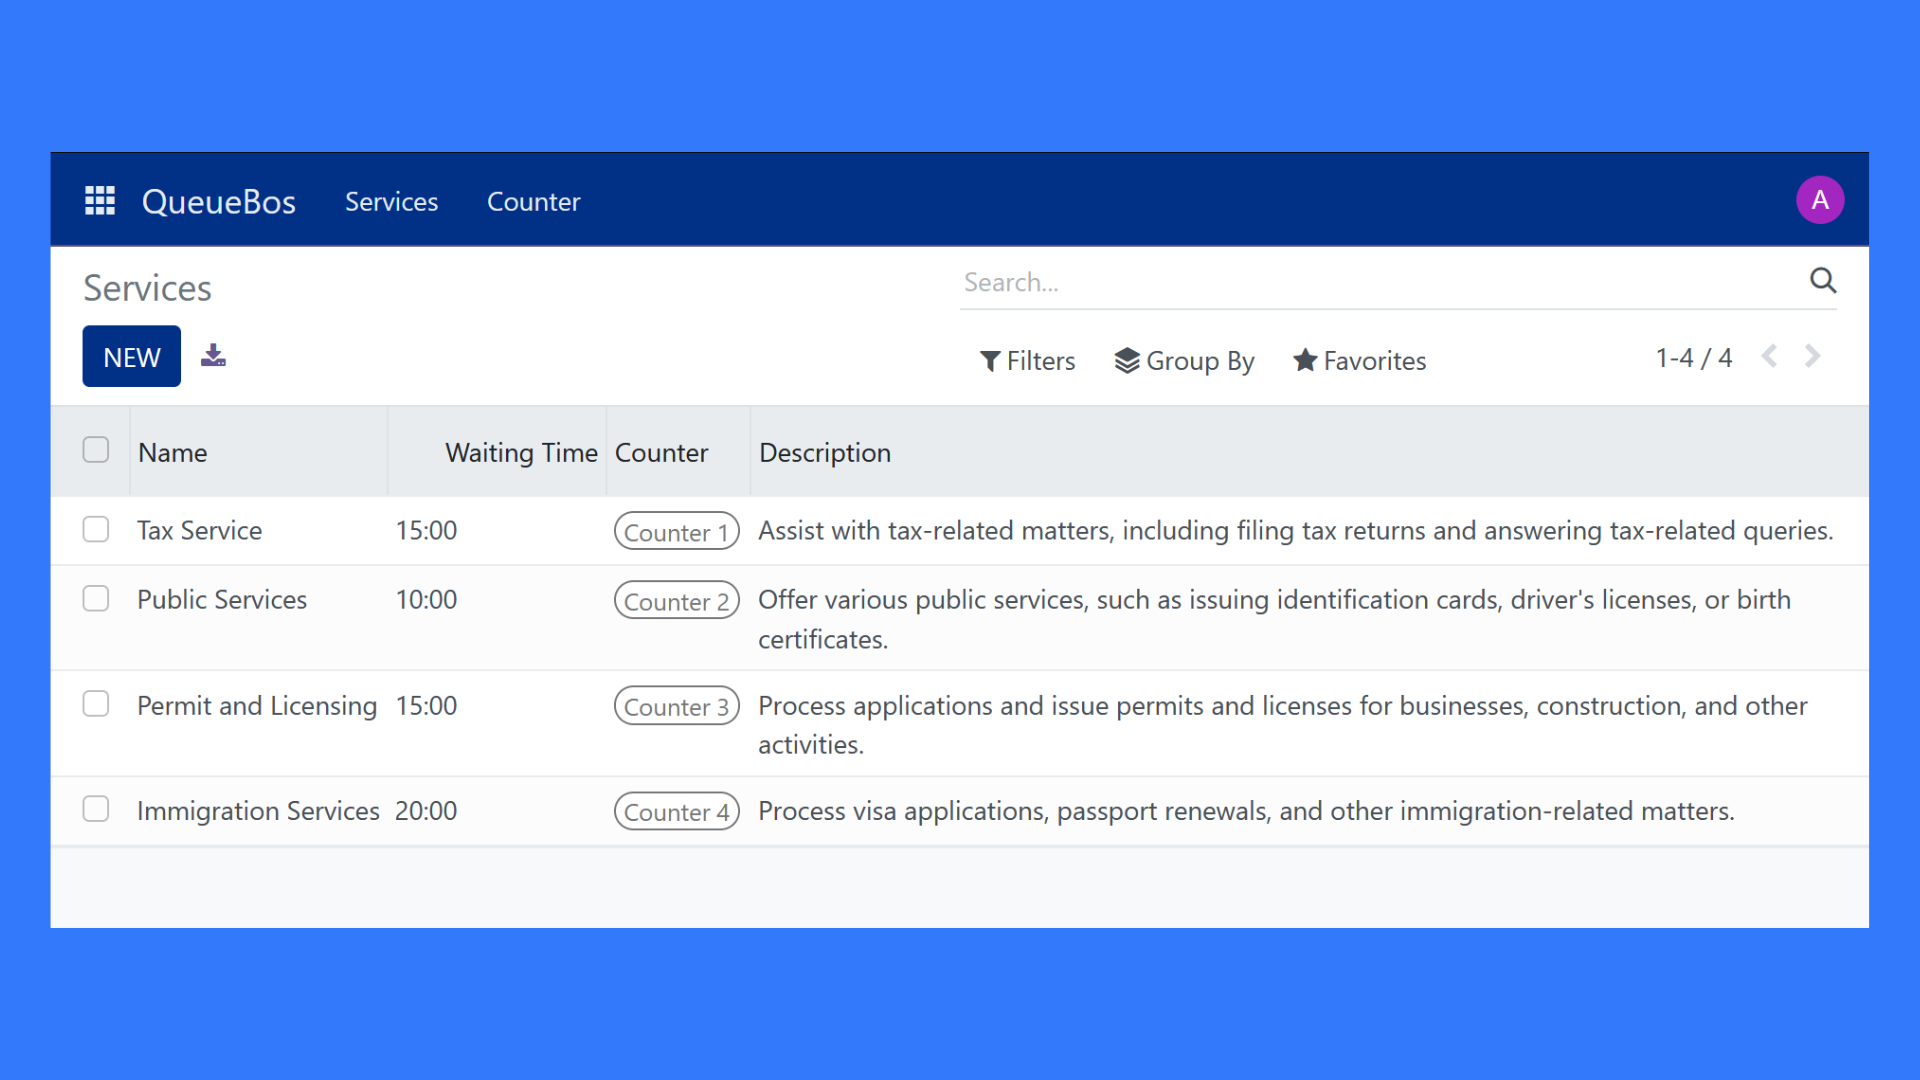 QueueBos Services Counter A
Services Search...
NEW Filters Group By Favorites 1-4 / 4
Name Waiting Time Counter Description
Tax Service 15:00 Counter 1 Assist with tax-related matters, including filing tax returns and answering tax-related queries.
Public Services 10:00 Counter 2 Offer various public services, such as issuing identification cards, driver's licenses, or birth
certificates.
Permit and Licensing 15:00 Counter 3 Process applications and issue permits and licenses for businesses, construction, and other
activities.
Immigration Services 20:00 Counter 4 Process visa applications, passport renewals, and other immigration-related matters.